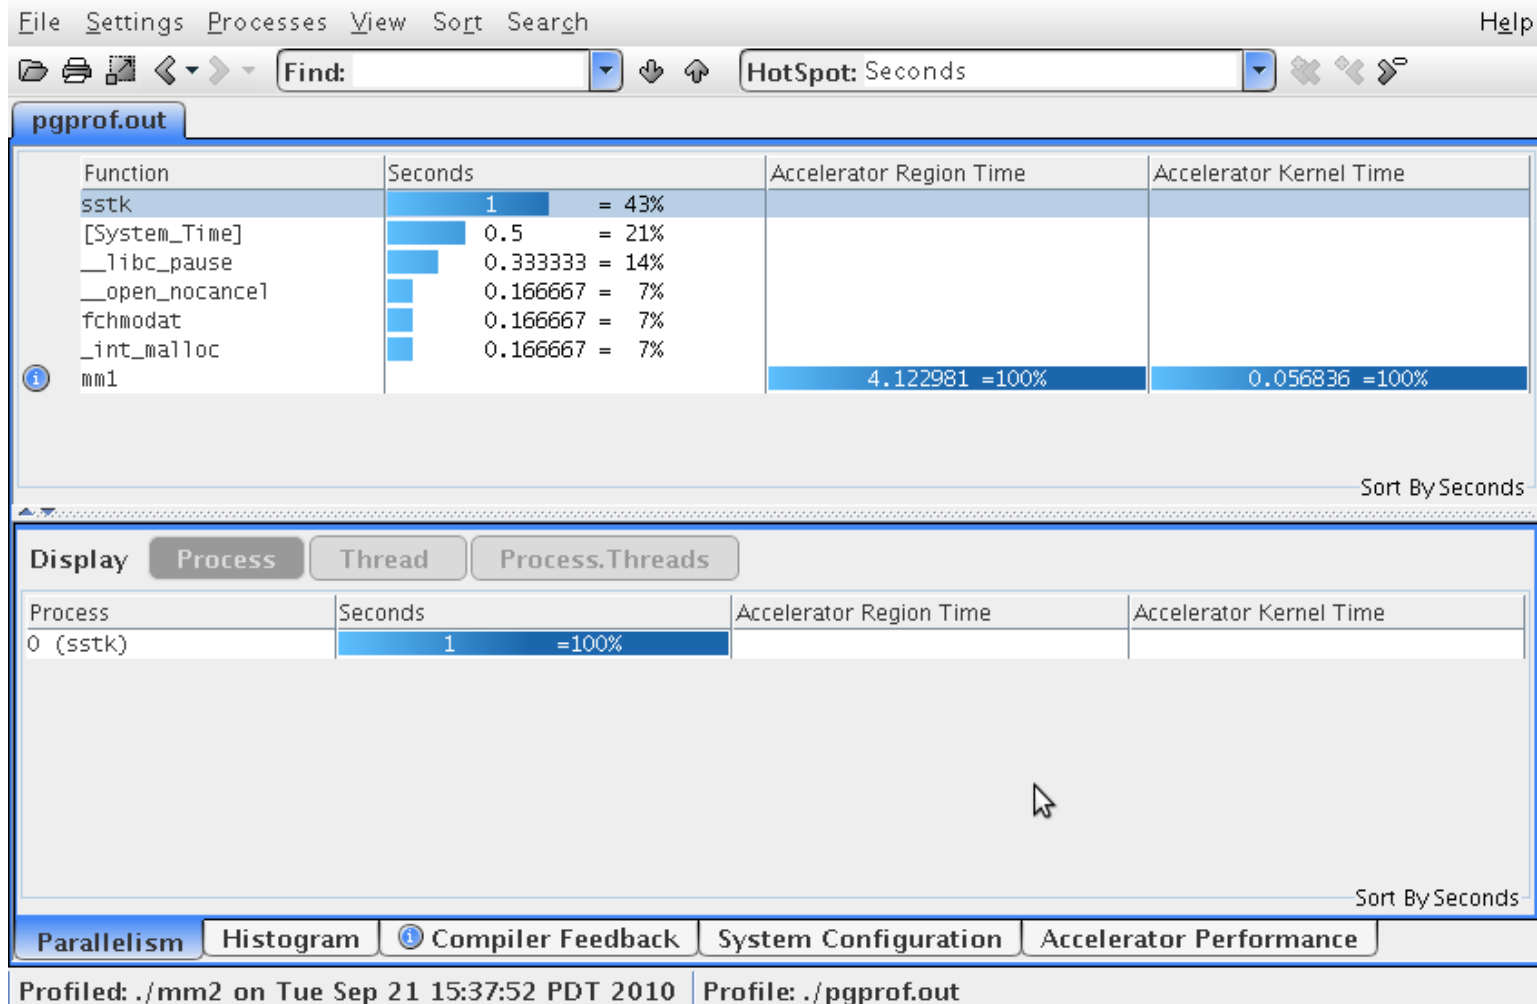 File Settings Processes View Sort Search Help
Find: HotSpot: Seconds
pgprof.out
Function Seconds Accelerator Region Time Accelerator Kernel Time
sstk 1 = 43%
[System_Time] 0.5 = 21%
__libc_pause 0.333333 = 14%
__open_nocancel 0.166667 = 7%
fchmodat 0.166667 = 7%
_int_malloc 0.166667 = 7%
mm1 4.122981 =100% 0.056836 =100%
Sort By Seconds
Display Process Thread Process.Threads
Process Seconds Accelerator Region Time Accelerator Kernel Time
0 (sstk) 1 =100%
Sort By Seconds
Parallelism Histogram Compiler Feedback System Configuration Accelerator Performance
Profiled: ./mm2 on Tue Sep 21 15:37:52 PDT 2010 Profile: ./pgprof.out